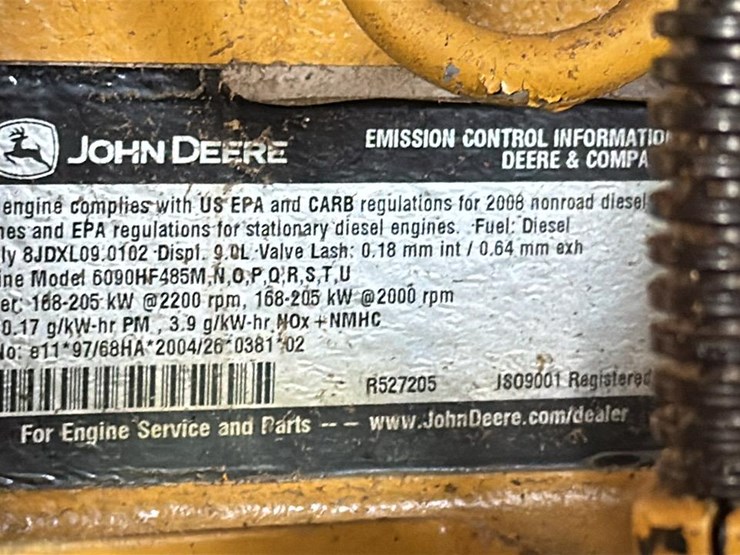 JOHN DEERE
EMISSION CONTROL INFORMATIO
DEERE & COMPA
engine complies with US EPA and CARB regulations for 2008 nonroad diesel
nes and EPA regulations for stationary diesel engines. Fuel: Diesel
ly 8JDXL09.0102 Displ. 9.0L Valve Lash: 0.18 mm int / 0.64 mm exh
ine Model 6090HF485M,N,O,P,Q,R,S,T,U
er: 168-205 kW @2200 rpm, 168-205 kW @2000 rpm
0.17 g/kW-hr PM , 3.9 g/kW-hr NOx + NMHC
No: e11*97/68HA*2004/26*0381*02
R527205 ISO9001 Registered
For Engine Service and Parts -- -- www.JohnDeere.com/dealer